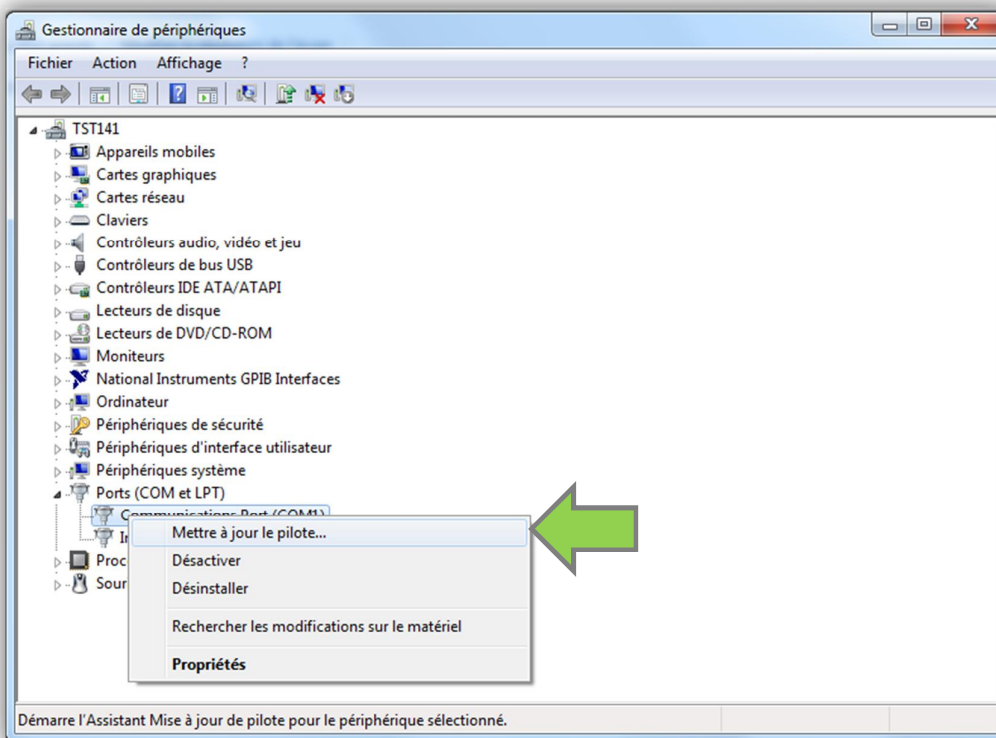 Gestionnaire de périphériques
Fichier Action Affichage ?
TST141
Appareils mobiles
Cartes graphiques
Cartes réseau
Claviers
Contrôleurs audio, vidéo et jeu
Contrôleurs de bus USB
Contrôleurs IDE ATA/ATAPI
Lecteurs de disque
Lecteurs de DVD/CD-ROM
Moniteurs
National Instruments GPIB Interfaces
Ordinateur
Périphériques de sécurité
Périphériques d'interface utilisateur
Périphériques système
Ports (COM et LPT)
Communications Port (COM1)
Mettre à jour le pilote...
Désactiver
Proc
Désinstaller
Sour
Rechercher les modifications sur le matériel
Propriétés
Démarre l'Assistant Mise à jour de pilote pour le périphérique sélectionné.